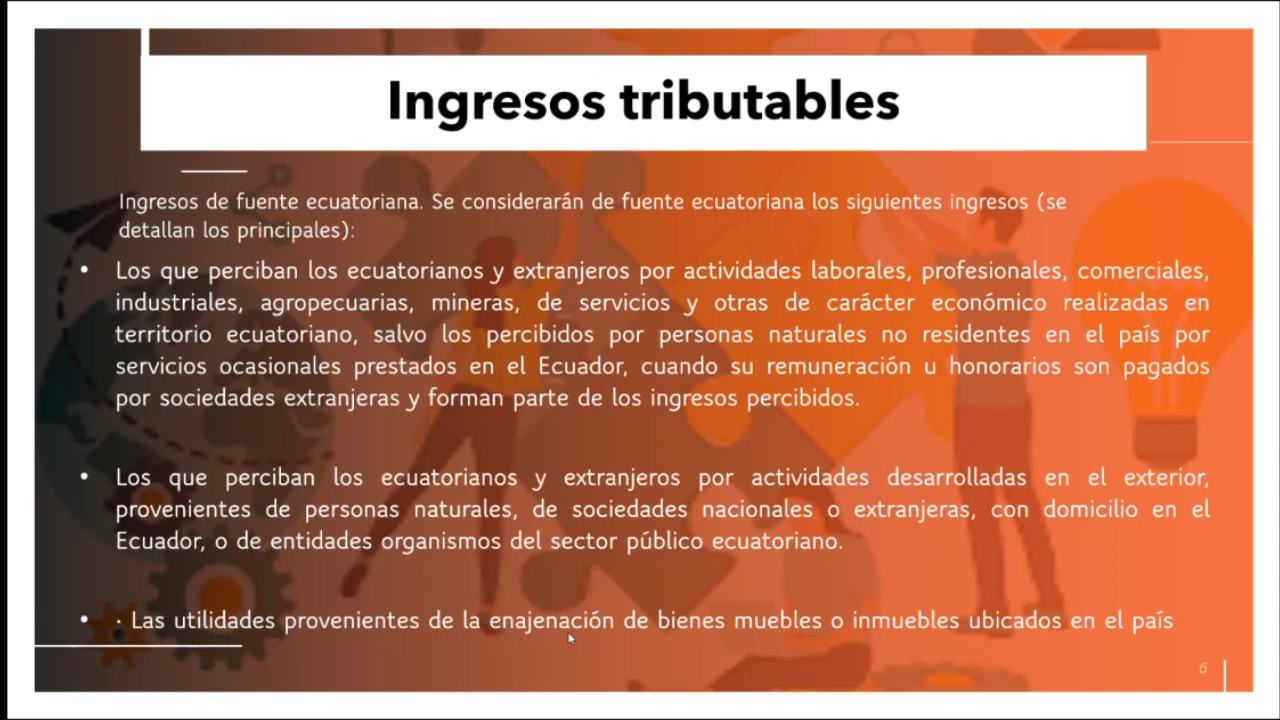 Ingresos tributables
Ingresos de fuente ecuatoriana. Se considerarán de fuente ecuatoriana los siguientes ingresos (se
detallan los principales):
• Los que perciban los ecuatorianos y extranjeros por actividades laborales, profesionales, comerciales,
industriales, agropecuarias, mineras, de servicios y otras de carácter económico realizadas en
territorio ecuatoriano, salvo los percibidos por personas naturales no residentes en el país por
servicios ocasionales prestados en el Ecuador, cuando su remuneración u honorarios son pagados
por sociedades extranjeras y forman parte de los ingresos percibidos.
• Los que perciban los ecuatorianos y extranjeros por actividades desarrolladas en el exterior,
provenientes de personas naturales, de sociedades nacionales o extranjeras, con domicilio en el
Ecuador, o de entidades organismos del sector público ecuatoriano.
• · Las utilidades provenientes de la enajenación de bienes muebles o inmuebles ubicados en el país
6